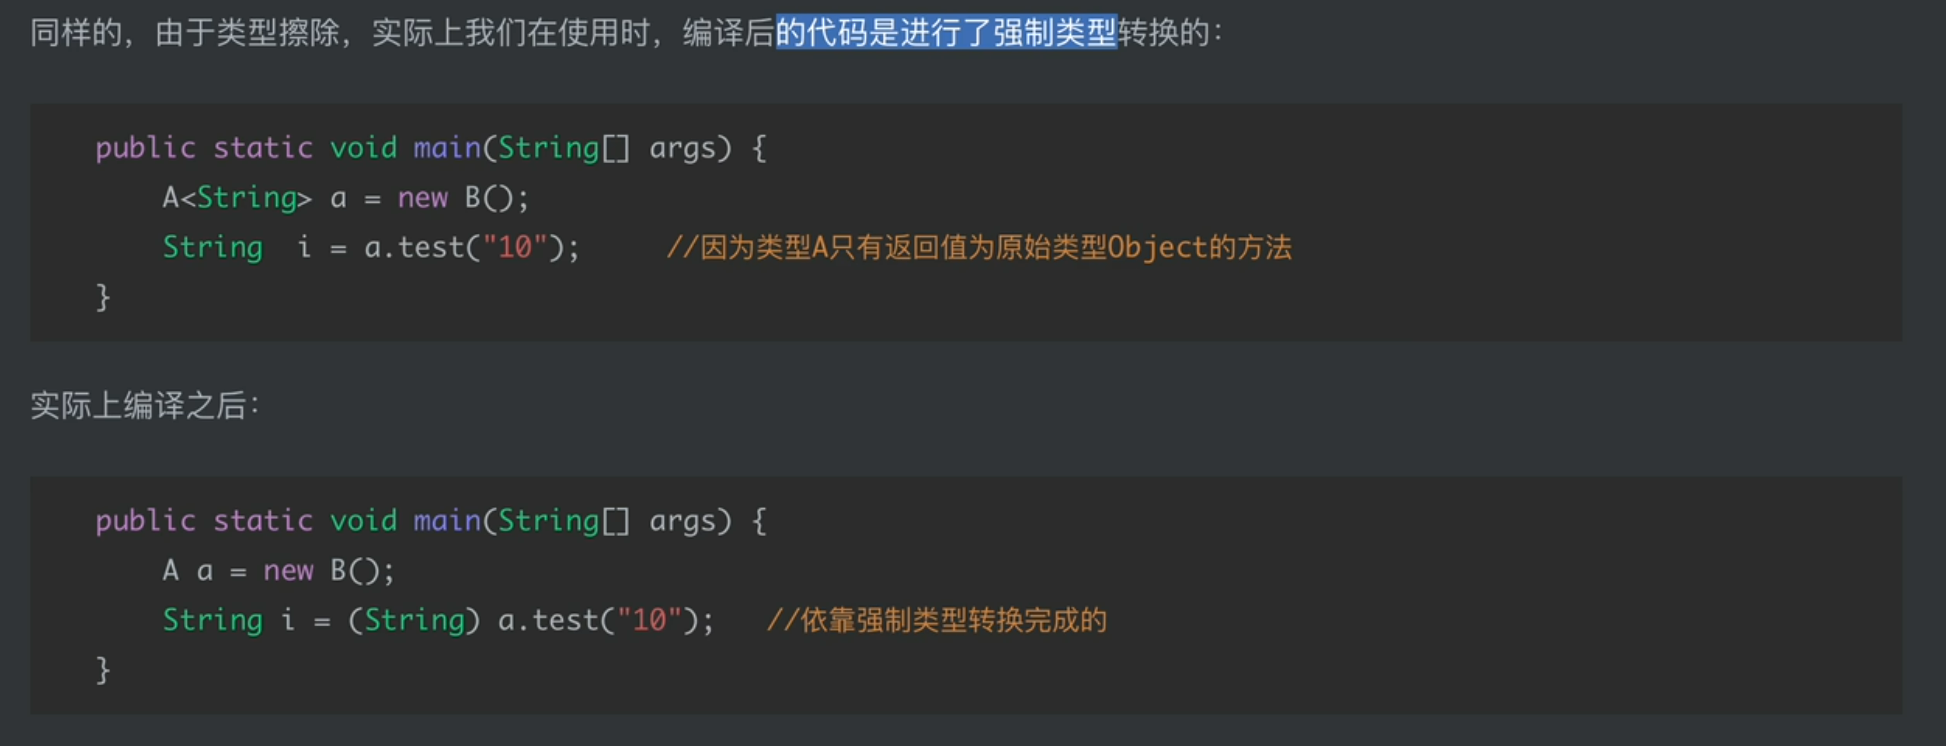 同样的，由于类型擦除，实际上我们在使用时，编译后的代码是进行了强制类型转换的：
public static void main(String[] args) {
    A<String> a = new B();
    String  i = a.test("10");     //因为类型A只有返回值为原始类型Object的方法
}
实际上编译之后：
public static void main(String[] args) {
    A a = new B();
    String i = (String) a.test("10");   //依靠强制类型转换完成的
}